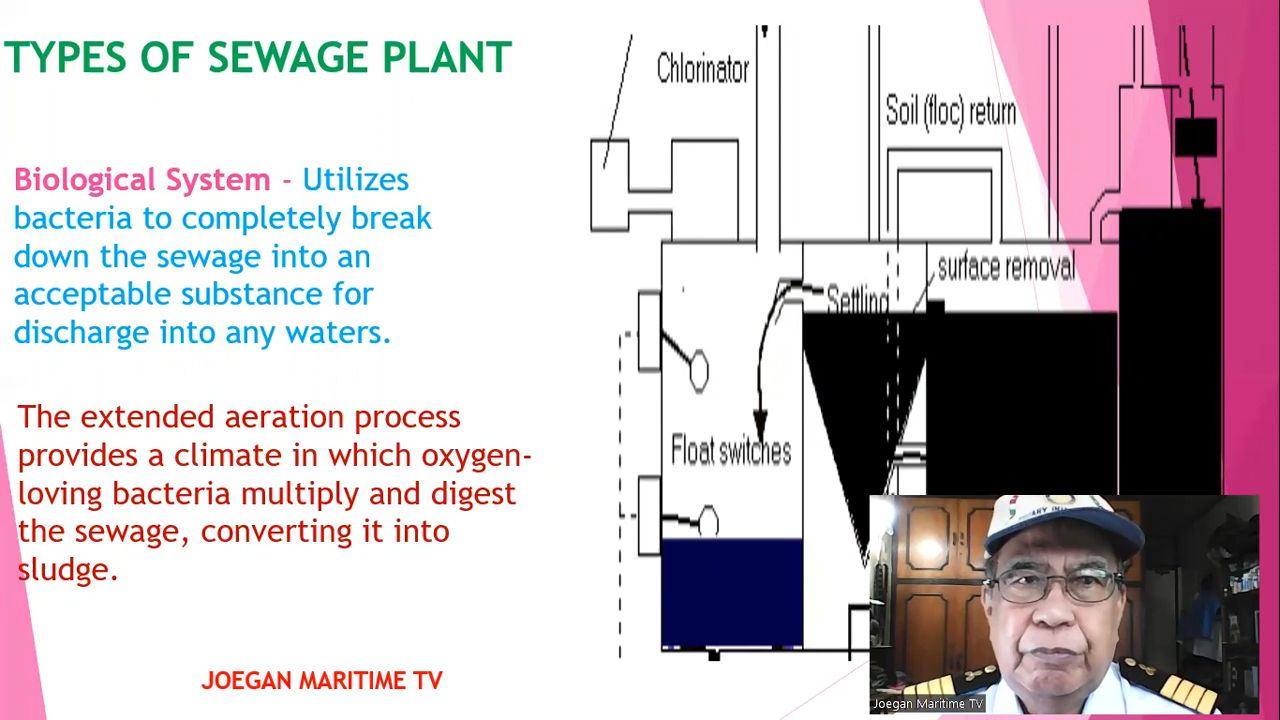 TYPES OF SEWAGE PLANT
Biological System - Utilizes
bacteria to completely break
down the sewage into an
acceptable substance for
discharge into any waters.
The extended aeration process
provides a climate in which oxygen-
loving bacteria multiply and digest
the sewage, converting it into
sludge.
JOEGAN MARITIME TV
Chlorinator
Soil (floc) return
surface removal
Settling
Float switches
Joegan Maritime TV